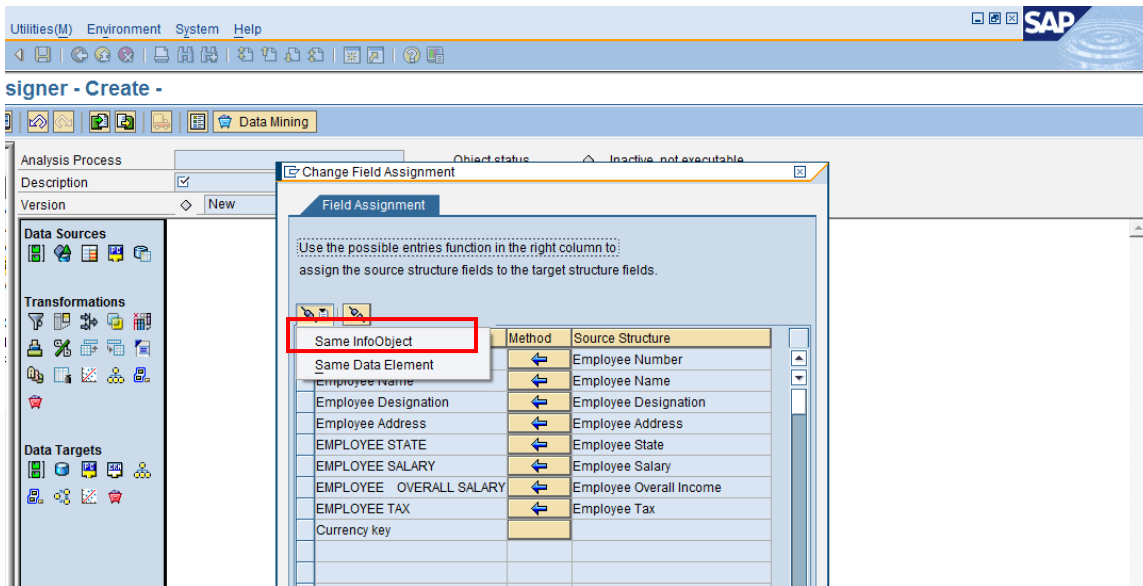 Utilities(M) Environment System Help
SAP
signer - Create -
Data Mining
Analysis Process
Object status
Inactive, not executable
Description
Version
New
Change Field Assignment
Field Assignment
Use the possible entries function in the right column to
assign the source structure fields to the target structure fields.
Same InfoObject
Same Data Element
Method Source Structure
Employee Number
Employee Name Employee Name
Employee Designation Employee Designation
Employee Address Employee Address
EMPLOYEE STATE Employee State
EMPLOYEE SALARY Employee Salary
EMPLOYEE OVERALL SALARY Employee Overall Income
EMPLOYEE TAX Employee Tax
Currency key
Data Sources
Transformations
Data Targets